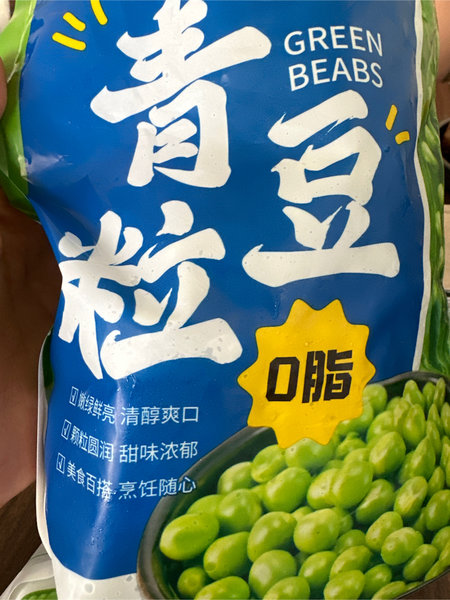 青
GREEN
BEABS
豆
粒
0脂
嫩绿鲜亮 清醇爽口
颗粒圆润 甜味浓郁
美食百搭·烹饪随心